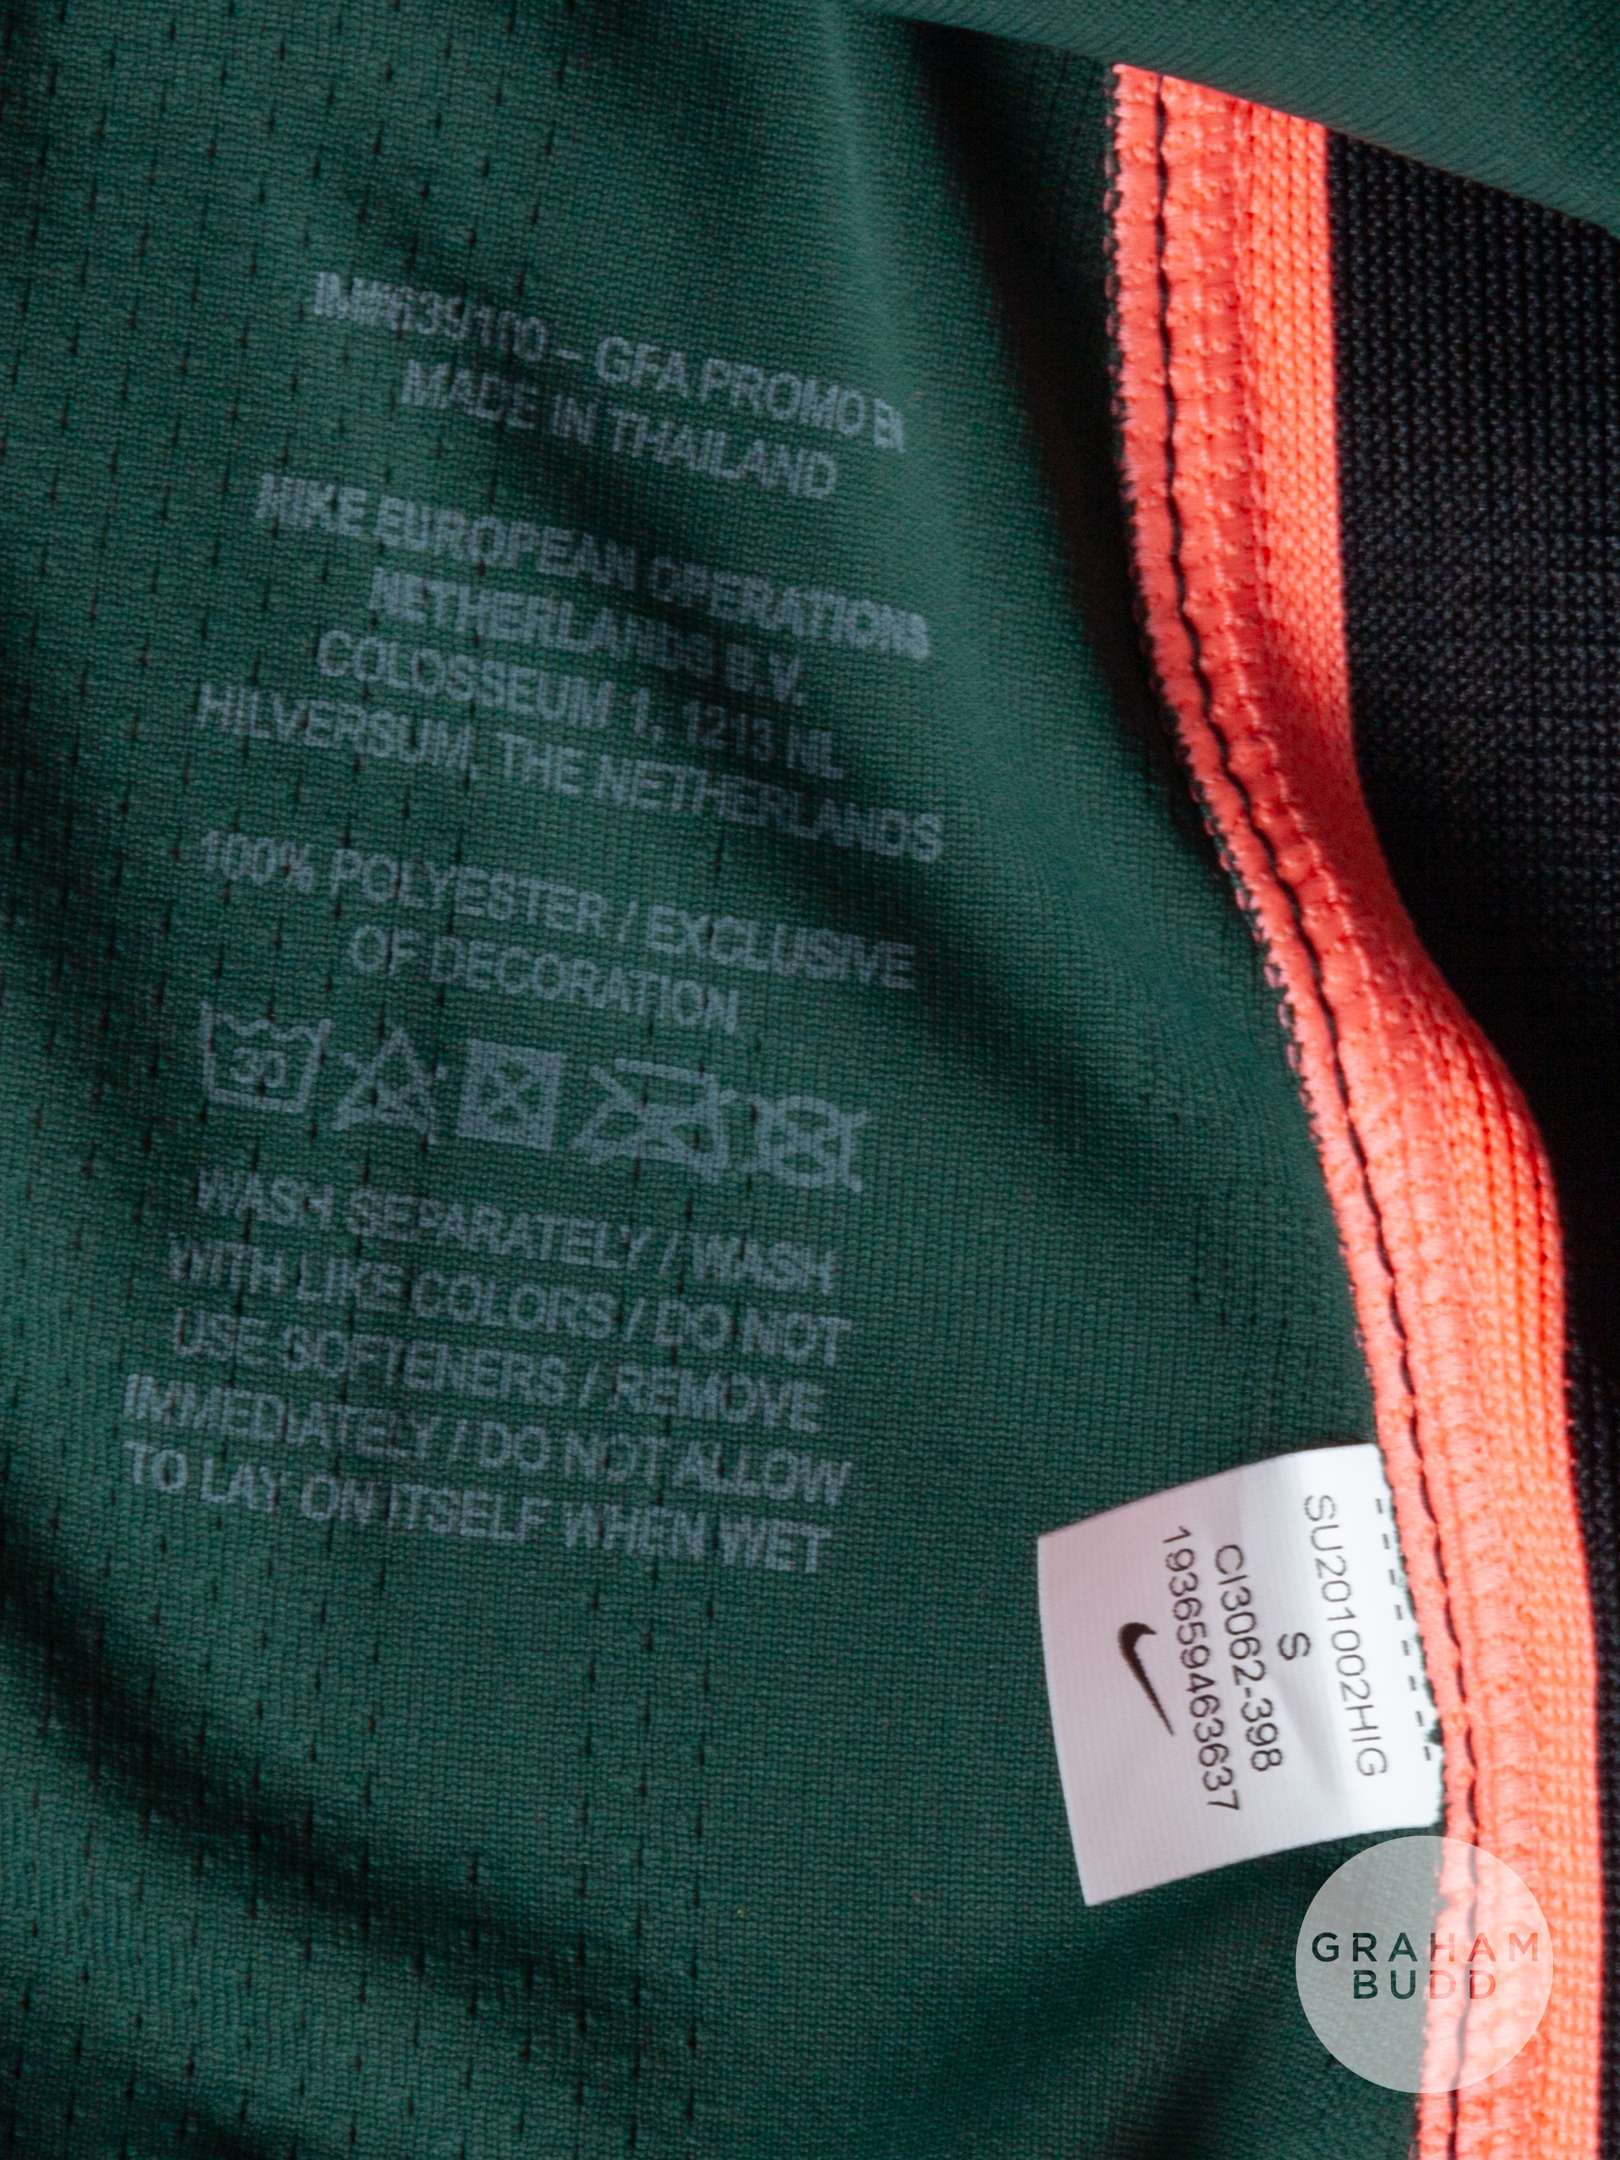 IM#639100 – GFA PROMO
MADE IN THAILAND
NIKE EUROPEAN OPERATIONS
NETHERLANDS B.V.
COLOSSEUM 1, 1213 NL
HILVERSUM, THE NETHERLANDS
100% POLYESTER / EXCLUSIVE
OF DECORATION
30
WASH SEPARATELY / WASH
WITH LIKE COLORS / DO NOT
USE SOFTENERS / REMOVE
IMMEDIATELY / DO NOT ALLOW
TO LAY ON ITSELF WHEN WET
SU201002HIG
S
CI3062-398
193659463637
GRAHAM
BUDD